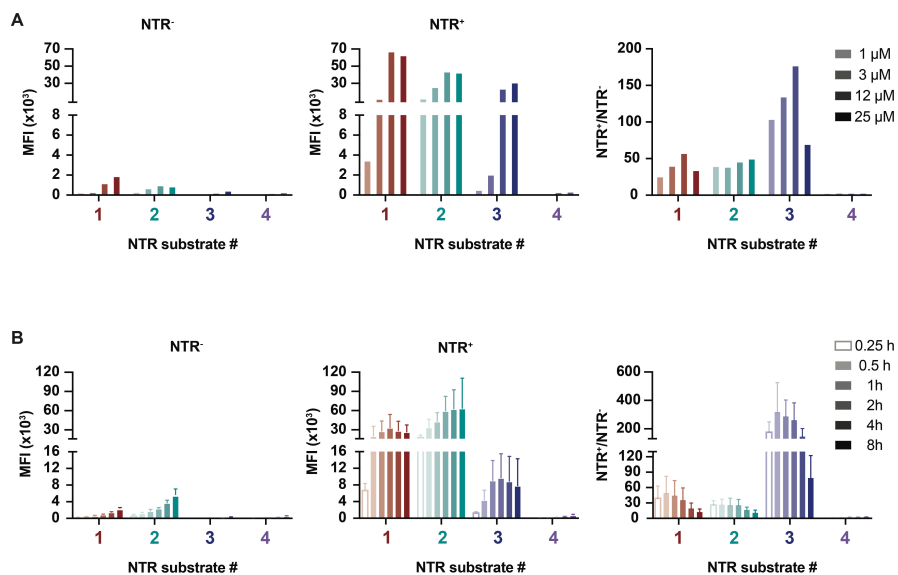 A
NTR-
NTR+
70
50
30
10
8
6
4
2
0
MFI (x10³)
1 2 3 4
NTR substrate #
70
50
30
10
8
6
4
2
0
MFI (x10³)
1 2 3 4
NTR substrate #
200
150
100
50
0
NTR+/NTR-
1 2 3 4
NTR substrate #
1 µM
3 µM
12 µM
25 µM
B
NTR-
NTR+
120
90
60
30
16
12
8
4
0
MFI (x10³)
1 2 3 4
NTR substrate #
120
90
60
30
16
12
8
4
0
MFI (x10³)
1 2 3 4
NTR substrate #
600
400
200
120
90
60
30
0
NTR+/NTR-
1 2 3 4
NTR substrate #
0.25 h
0.5 h
1h
2h
4h
8h